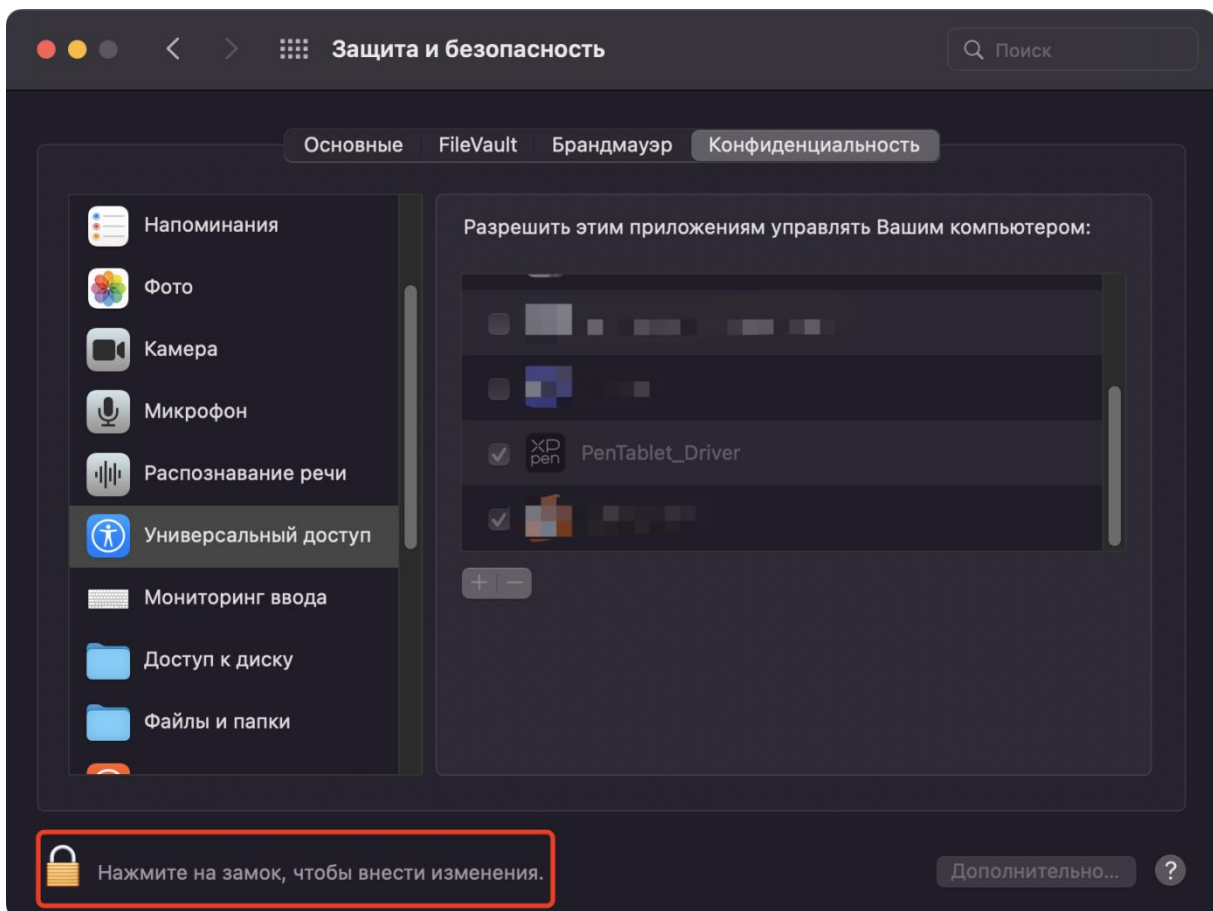 Защита и безопасность
Поиск
Основные FileVault Брандмауэр Конфиденциальность
Напоминания
Фото
Камера
Микрофон
Распознавание речи
Универсальный доступ
Мониторинг ввода
Доступ к диску
Файлы и папки
Разрешить этим приложениям управлять Вашим компьютером:
XP
pen
PenTablet_Driver
Нажмите на замок, чтобы внести изменения.
Дополнительно...
?